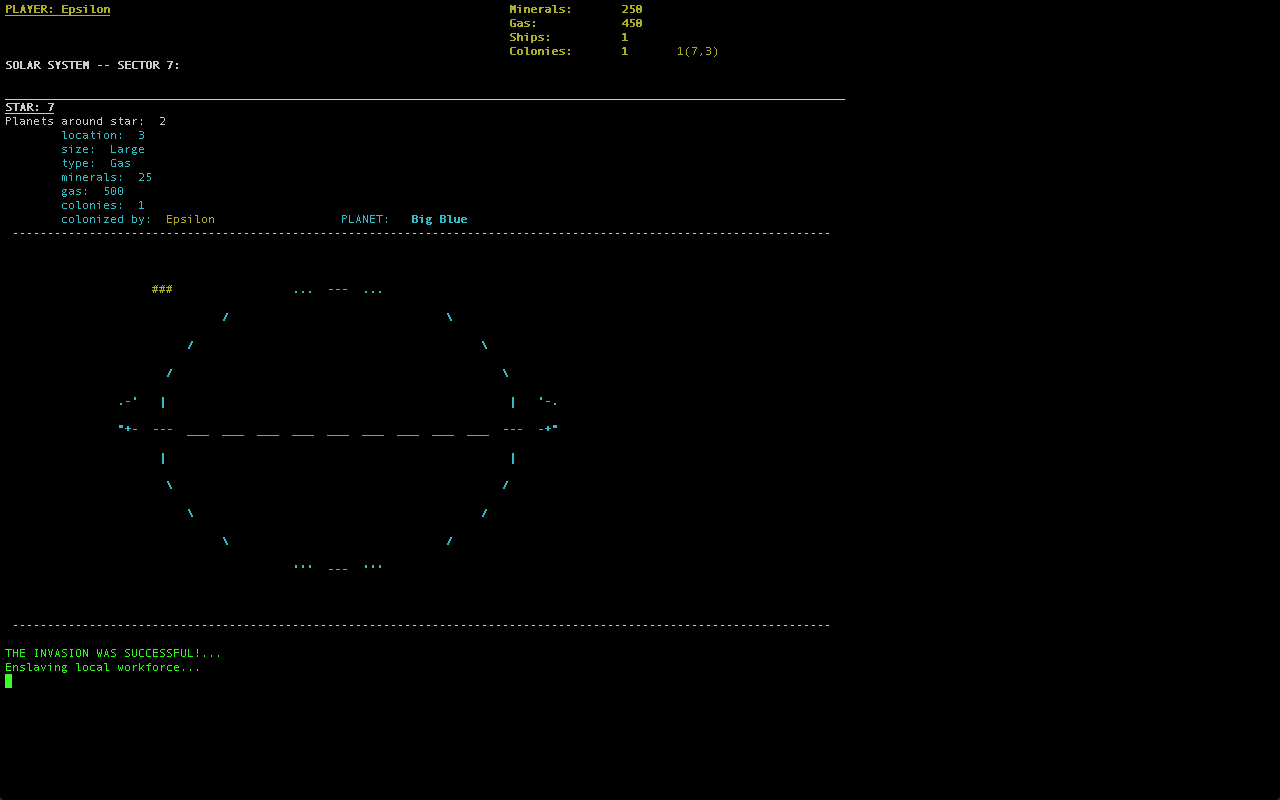 PLAYER: Epsilon
Minerals: 250
Gas: 450
Ships: 1
Colonies: 1 1(7,3)
SOLAR SYSTEM -- SECTOR 7:
STAR: 7
Planets around star: 2
location: 3
size: Large
type: Gas
minerals: 25
gas: 500
colonies: 1
colonized by: Epsilon PLANET: Big Blue
###
THE INVASION WAS SUCCESSFUL!...
Enslaving local workforce...